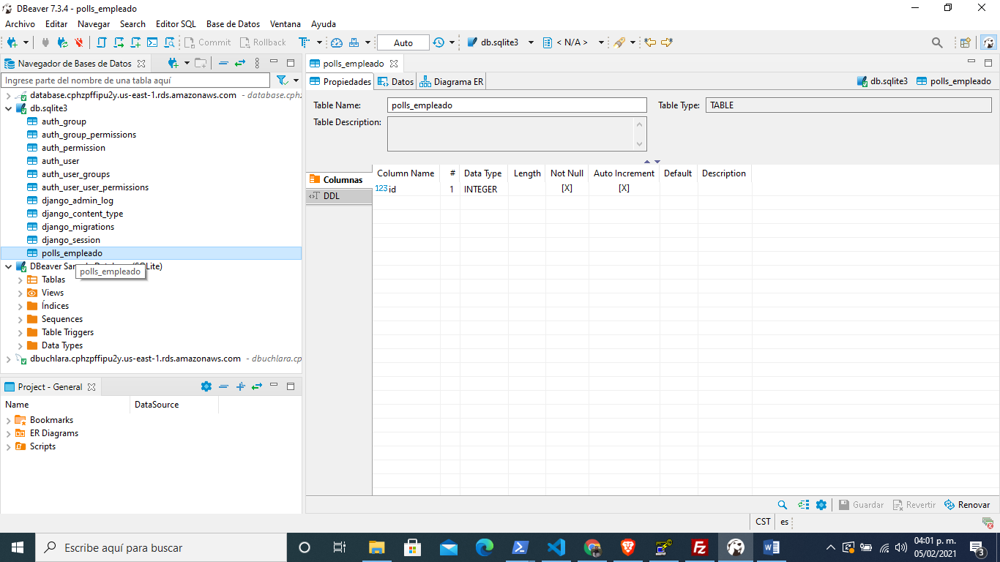 DBeaver 7.3.4 - polls_empleado
Archivo Editar Navegar Search Editor SQL Base de Datos Ventana Ayuda
Commit Rollback Auto db.sqlite3 < N/A >
Navegador de Bases de Datos
Ingrese parte del nombre de una tabla aquí
database.cphzpffipu2y.us-east-1.rds.amazonaws.com - database.cphz
db.sqlite3
auth_group
auth_group_permissions
auth_permission
auth_user
auth_user_groups
auth_user_user_permissions
django_admin_log
django_content_type
django_migrations
django_session
polls_empleado
DBeaver Sample Database (SQLite)
polls_empleado
Tablas
Views
Índices
Sequences
Table Triggers
Data Types
dbuchlara.cphzpffipu2y.us-east-1.rds.amazonaws.com - dbuchlara.cp
Project - General
Name DataSource
Bookmarks
ER Diagrams
Scripts
polls_empleado
Propiedades Datos Diagrama ER db.sqlite3 polls_empleado
Table Name: polls_empleado Table Type: TABLE
Table Description:
Columnas
DDL
Column Name # Data Type Length Not Null Auto Increment Default Description
123 id 1 INTEGER [X] [X]
Guardar Revertir Renovar
CST es
Escribe aquí para buscar
04:01 p. m.
05/02/2021
3